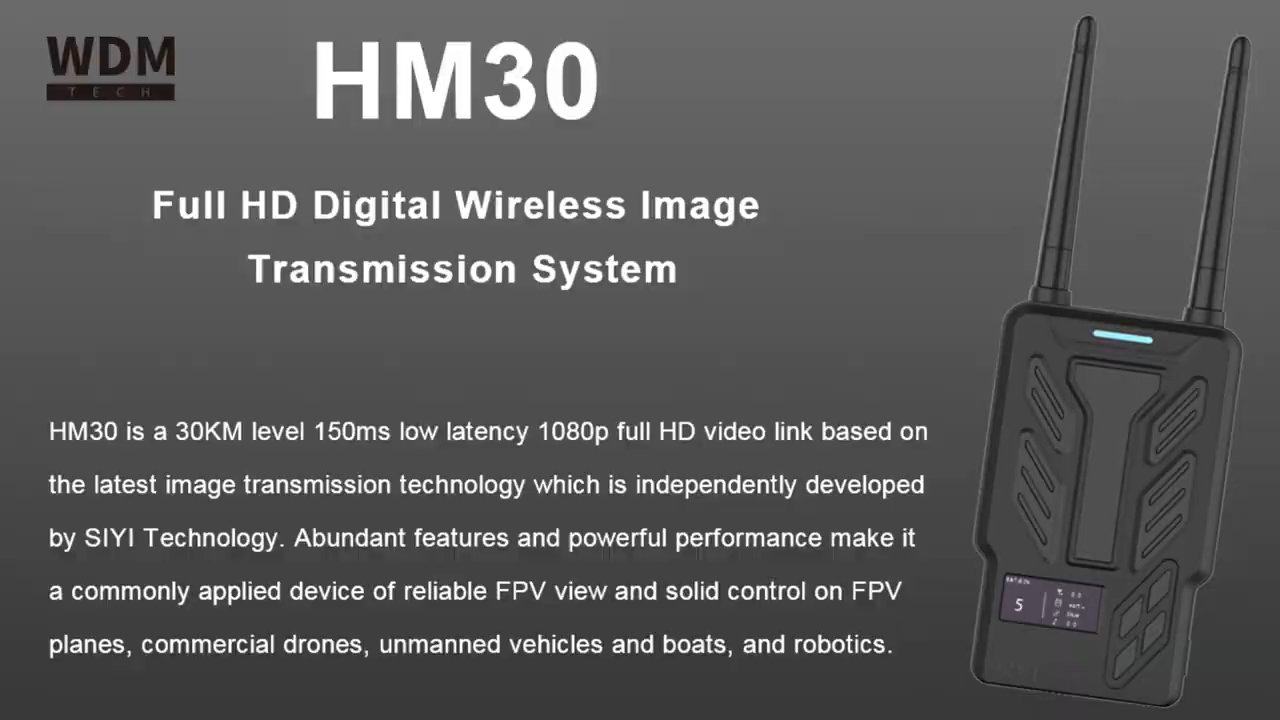 WDM
TECH
HM30
Full HD Digital Wireless Image
Transmission System
HM30 is a 30KM level 150ms low latency 1080p full HD video link based on
the latest image transmission technology which is independently developed
by SIYI Technology. Abundant features and powerful performance make it
a commonly applied device of reliable FPV view and solid control on FPV
planes, commercial drones, unmanned vehicles and boats, and robotics.
5